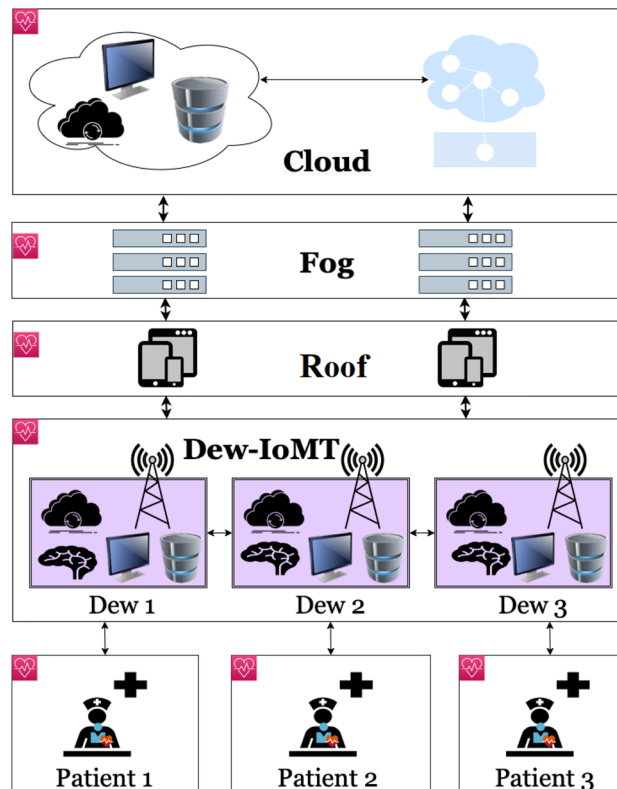 Cloud
Fog
Roof
Dew-IoMT
Dew 1
Dew 2
Dew 3
Patient 1
Patient 2
Patient 3